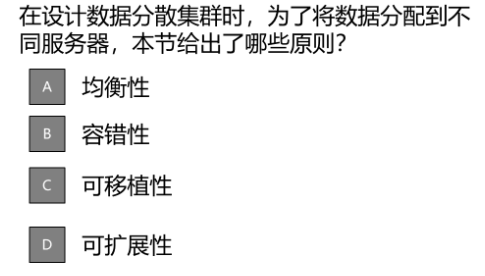 在设计数据分散集群时，为了将数据分配到不
同服务器，本节给出了哪些原则？
A 均衡性
B 容错性
C 可移植性
D 可扩展性